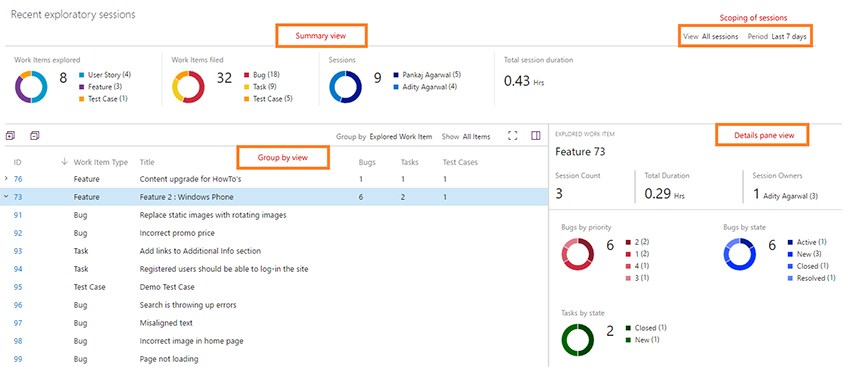 Recent exploratory sessions
Scoping of sessions
Summary view
View All sessions Period Last 7 days
Work Items explored
8
User Story (4)
Feature (3)
Test Case (1)
Work Items filed
32
Bug (18)
Task (9)
Test Case (5)
Sessions
9
Pankaj Agarwal (5)
Adity Agarwal (4)
Total session duration
0.43 Hrs
Group by Explored Work Item Show All Items
Group by view
ID Work Item Type Title Bugs Tasks Test Cases
76 Feature Content upgrade for HowTo's 1 1 1
73 Feature Feature 2 : Windows Phone 6 2 1
91 Bug Replace static images with rotating images
92 Bug Incorrect promo price
93 Task Add links to Additional Info section
94 Task Registered users should be able to log-in the site
95 Test Case Demo Test Case
96 Bug Search is throwing up errors
97 Bug Misaligned text
98 Bug Incorrect image in home page
99 Bug Page not loading
EXPLORED WORK ITEM
Details pane view
Feature 73
Session Count
3
Total Duration
0.29 Hrs
Session Owners
1 Adity Agarwal (3)
Bugs by priority
6
2 (2)
1 (2)
4 (1)
3 (1)
Bugs by state
6
Active (1)
New (3)
Closed (1)
Resolved (1)
Tasks by state
2
Closed (1)
New (1)